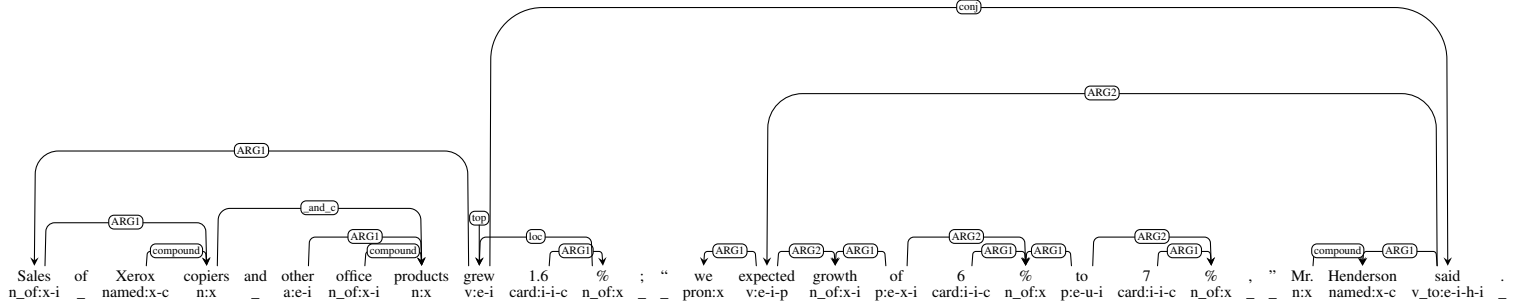 conj
ARG2
ARG1
_and_c
top
ARG1 ARG1 loc ARG2 ARG2
compound compound ARG1 ARG1 ARG2 ARG1 ARG1 ARG1 ARG1 compound ARG1
Sales of Xerox copiers and other office products grew 1.6 % ; “ we expected growth of 6 % to 7 % , ” Mr. Henderson said .
n_of:x-i _ named:x-c n:x _ a:e-i n_of:x-i n:x v:e-i card:i-i-c n_of:x _ _ pron:x v:e-i-p n_of:x-i p:e-x-i card:i-i-c n_of:x p:e-u-i card:i-i-c n_of:x _ _ n:x named:x-c v_to:e-i-h-i _